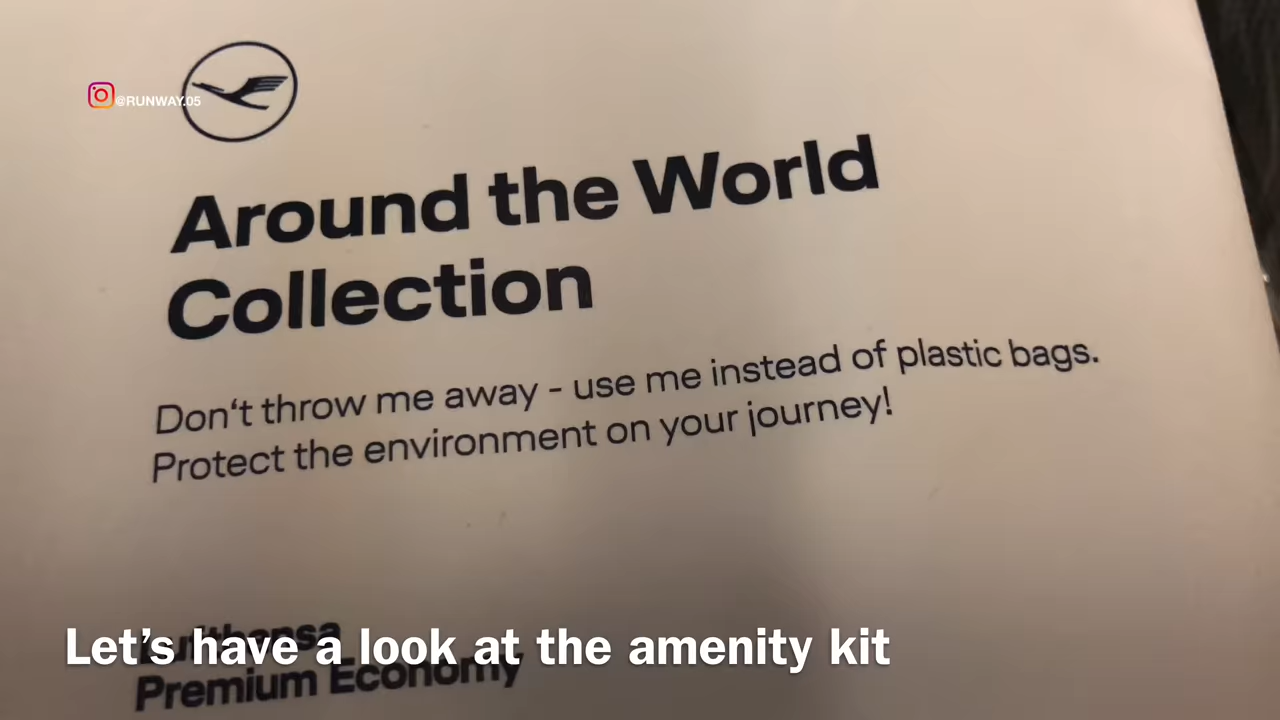 @RUNWAY.05
Around the World
Collection
Don‘t throw me away - use me instead of plastic bags.
Protect the environment on your journey!
Lufthansa
Premium Economy
Let’s have a look at the amenity kit